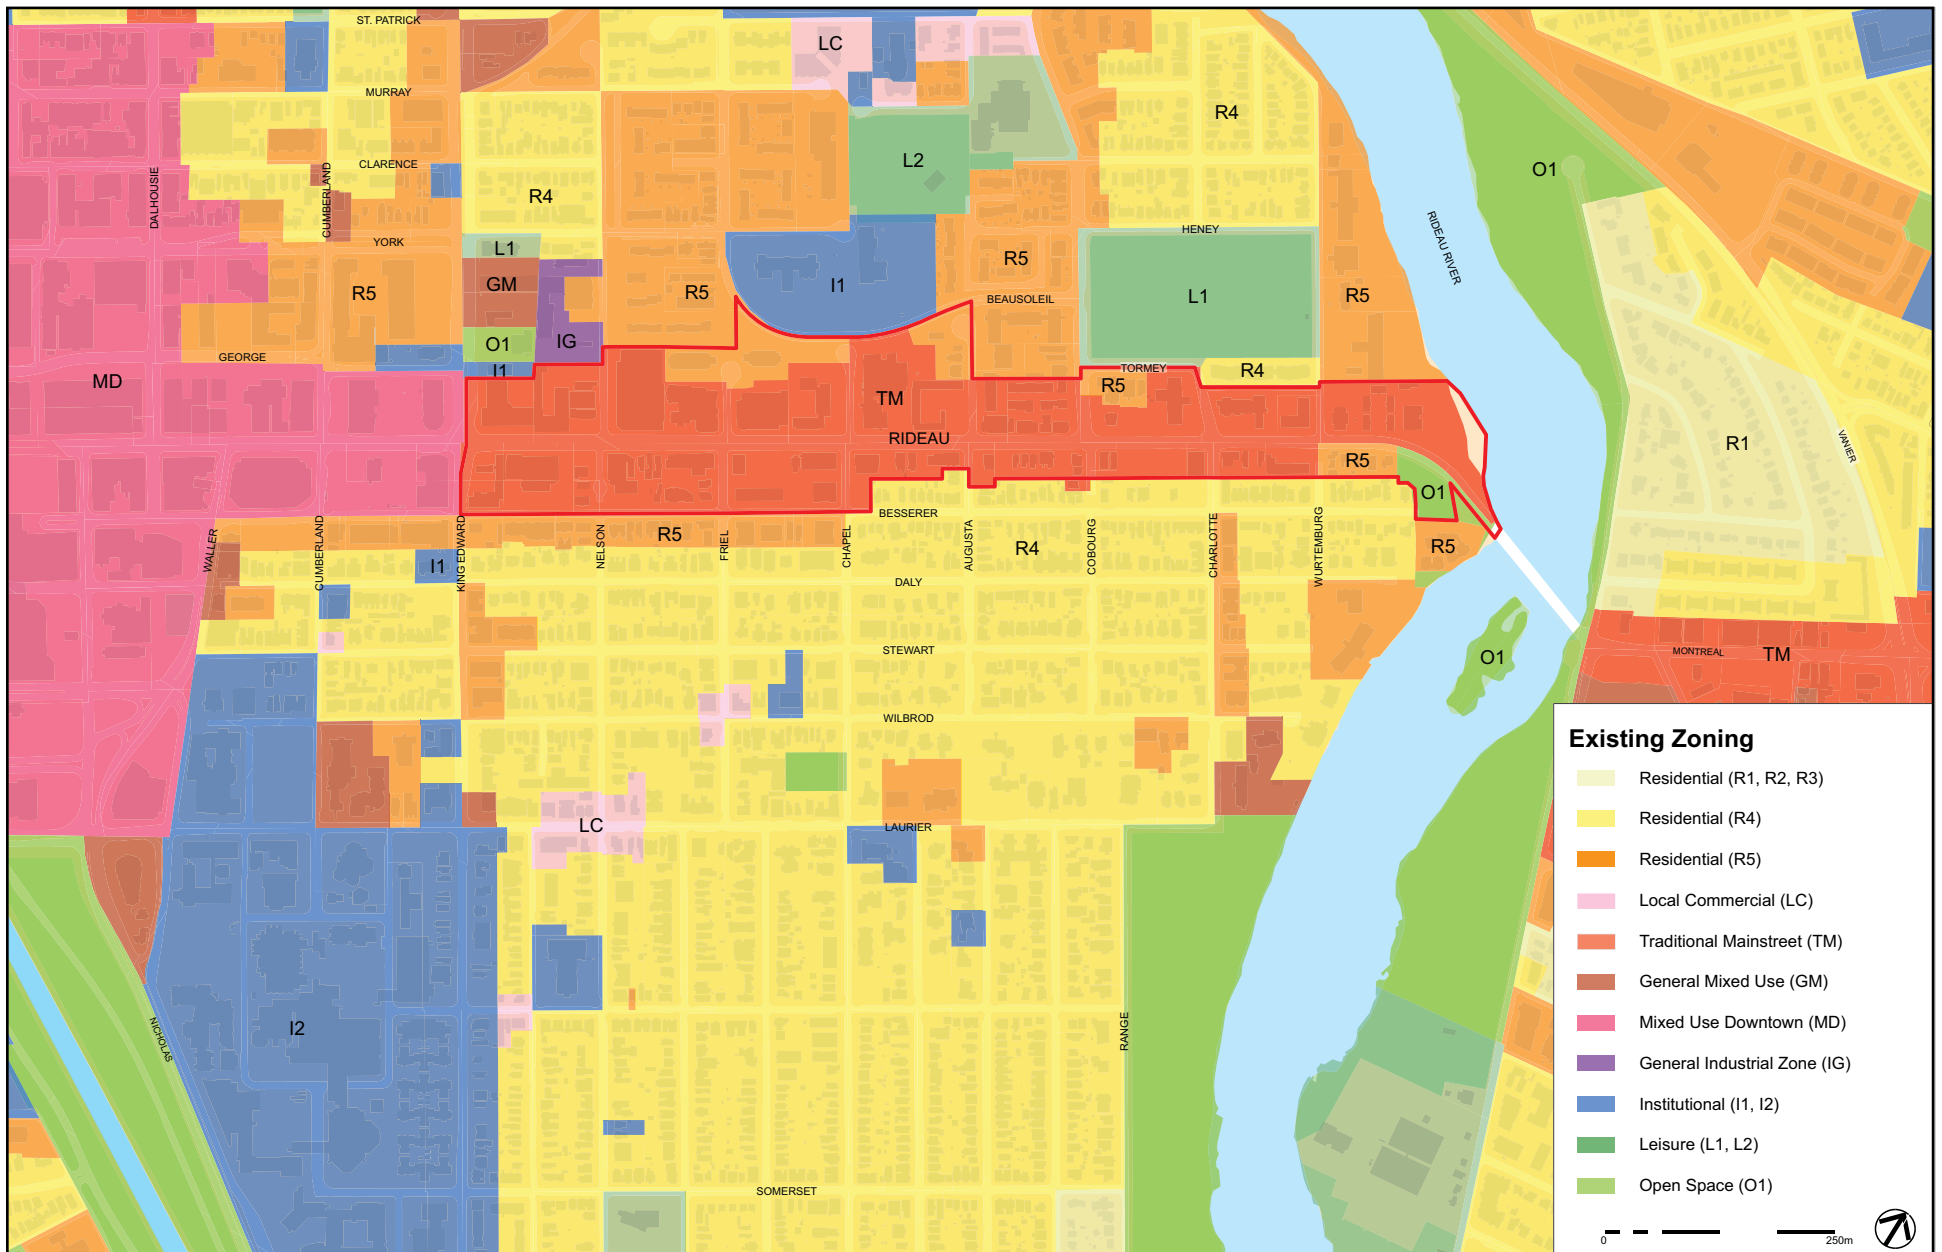 ST. PATRICK
LC
MURRAY
R4
L2
CLARENCE
O1
DALHOUSIE
CUMBERLAND
R4
RIDEAU RIVER
HENEY
YORK
L1
R5
GM
I1
R5
R5
L1
R5
BEAUSOLEIL
O1
IG
GEORGE
I1
TORMEY
R4
MD
R5
TM
RIDEAU
R1
VANIER
R5
O1
BESSERER
WALLER
CUMBERLAND
KING EDWARD
NELSON
R5
FRIEL
CHAPEL
AUGUSTA
R4
COBOURG
CHARLOTTE
WURTEMBURG
R5
I1
DALY
STEWART
O1
MONTREAL
TM
WILBROD
LC
LAURIER
I2
NICHOLAS
RANGE
SOMERSET
Existing Zoning
Residential (R1, R2, R3)
Residential (R4)
Residential (R5)
Local Commercial (LC)
Traditional Mainstreet (TM)
General Mixed Use (GM)
Mixed Use Downtown (MD)
General Industrial Zone (IG)
Institutional (I1, I2)
Leisure (L1, L2)
Open Space (O1)
0 250m